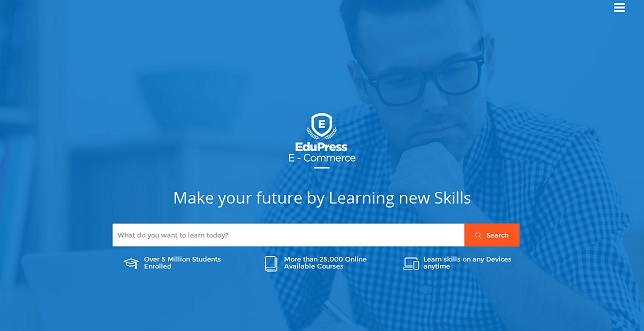 E
EduPress
E - Commerce
Make your future by Learning new Skills
What do you want to learn today?
Search
Over 5 Million Students
Enrolled
More than 25,000 Online
Available Courses
Learn skills on any Devices
anytime